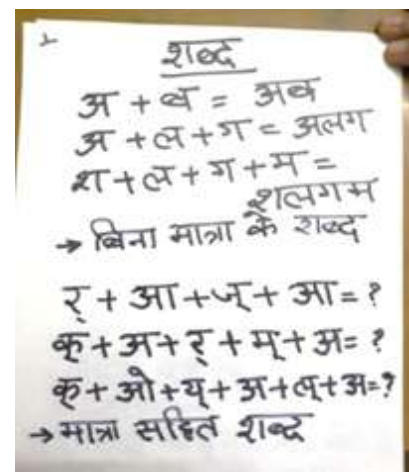 शब्द
अ + ब = अब
अ + ल + ग = अलग
श + ल + ग + म =
शलगम
→ बिना मात्रा के शब्द
र् + आ + ज् + आ = ?
क् + अ + र् + म् + अ = ?
क् + ओ + य् + अ + ल् + अ = ?
→ मात्रा सहित शब्द